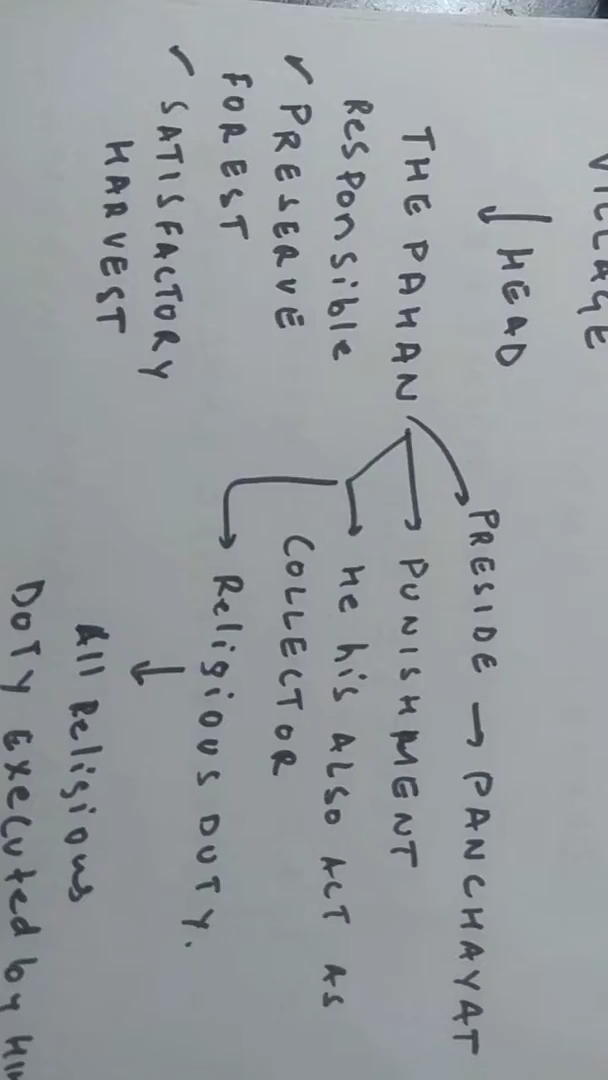 VILLAGE
↓ HEAD
THE PAHAN
Responsible
✓ PRESERVE
FOREST
✓ SATISFACTORY
HARVEST
PRESIDE → PANCHAYAT
PUNISHMENT
He his ALSO ACT AS
COLLECTOR
Religious DUTY.
↓
All Religious
DUTY Executed by